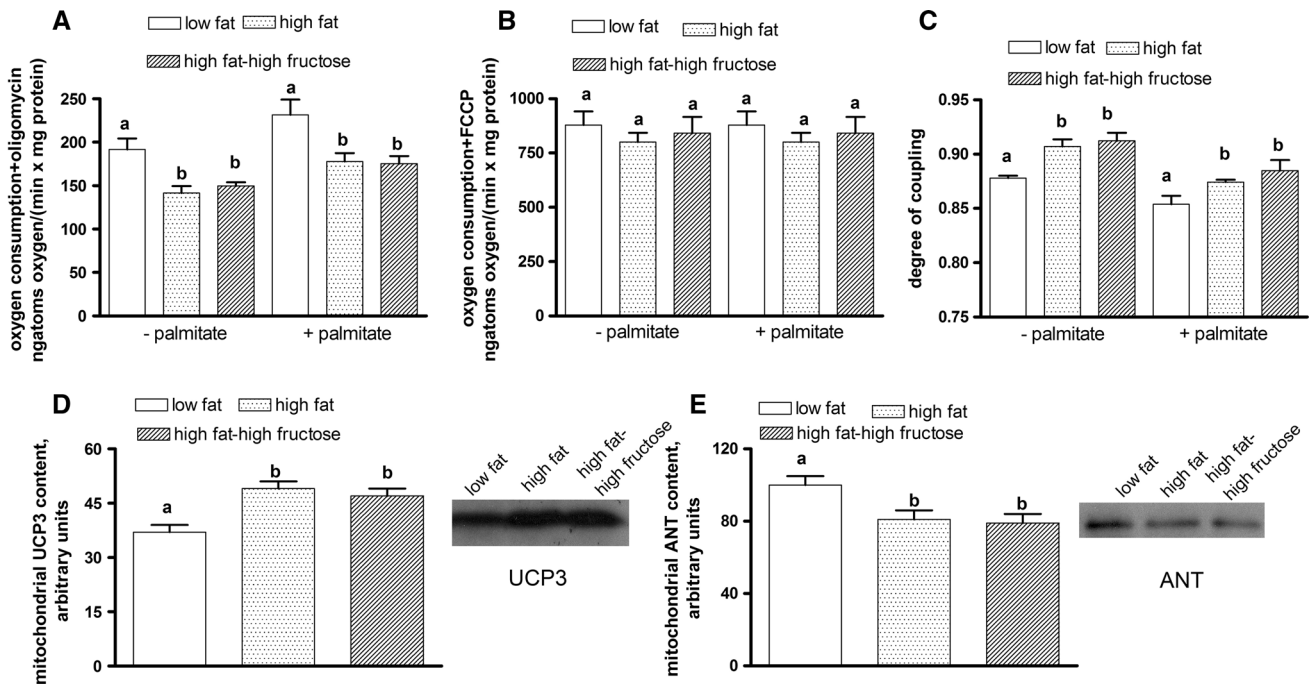 A
low fat
high fat
high fat-high fructose
oxygen consumption+oligomycin
ngatoms oxygen/(min x mg protein)
250
200
150
100
50
0
a
b
b
a
b
b
- palmitate
+ palmitate
B
low fat
high fat
high fat-high fructose
oxygen consumption+FCCP
ngatoms oxygen/(min x mg protein)
1000
750
500
250
0
a
a
a
a
a
a
- palmitate
+ palmitate
C
low fat
high fat
high fat-high fructose
degree of coupling
0.95
0.90
0.85
0.80
0.75
a
b
b
a
b
b
- palmitate
+ palmitate
D
low fat
high fat
high fat-high fructose
mitochondrial UCP3 content,
arbitrary units
60
45
30
15
0
a
b
b
low fat
high fat
high fat-
high fructose
UCP3
E
low fat
high fat
high fat-high fructose
mitochondrial ANT content,
arbitrary units
120
80
40
0
a
b
b
low fat
high fat
high fat-
high fructose
ANT